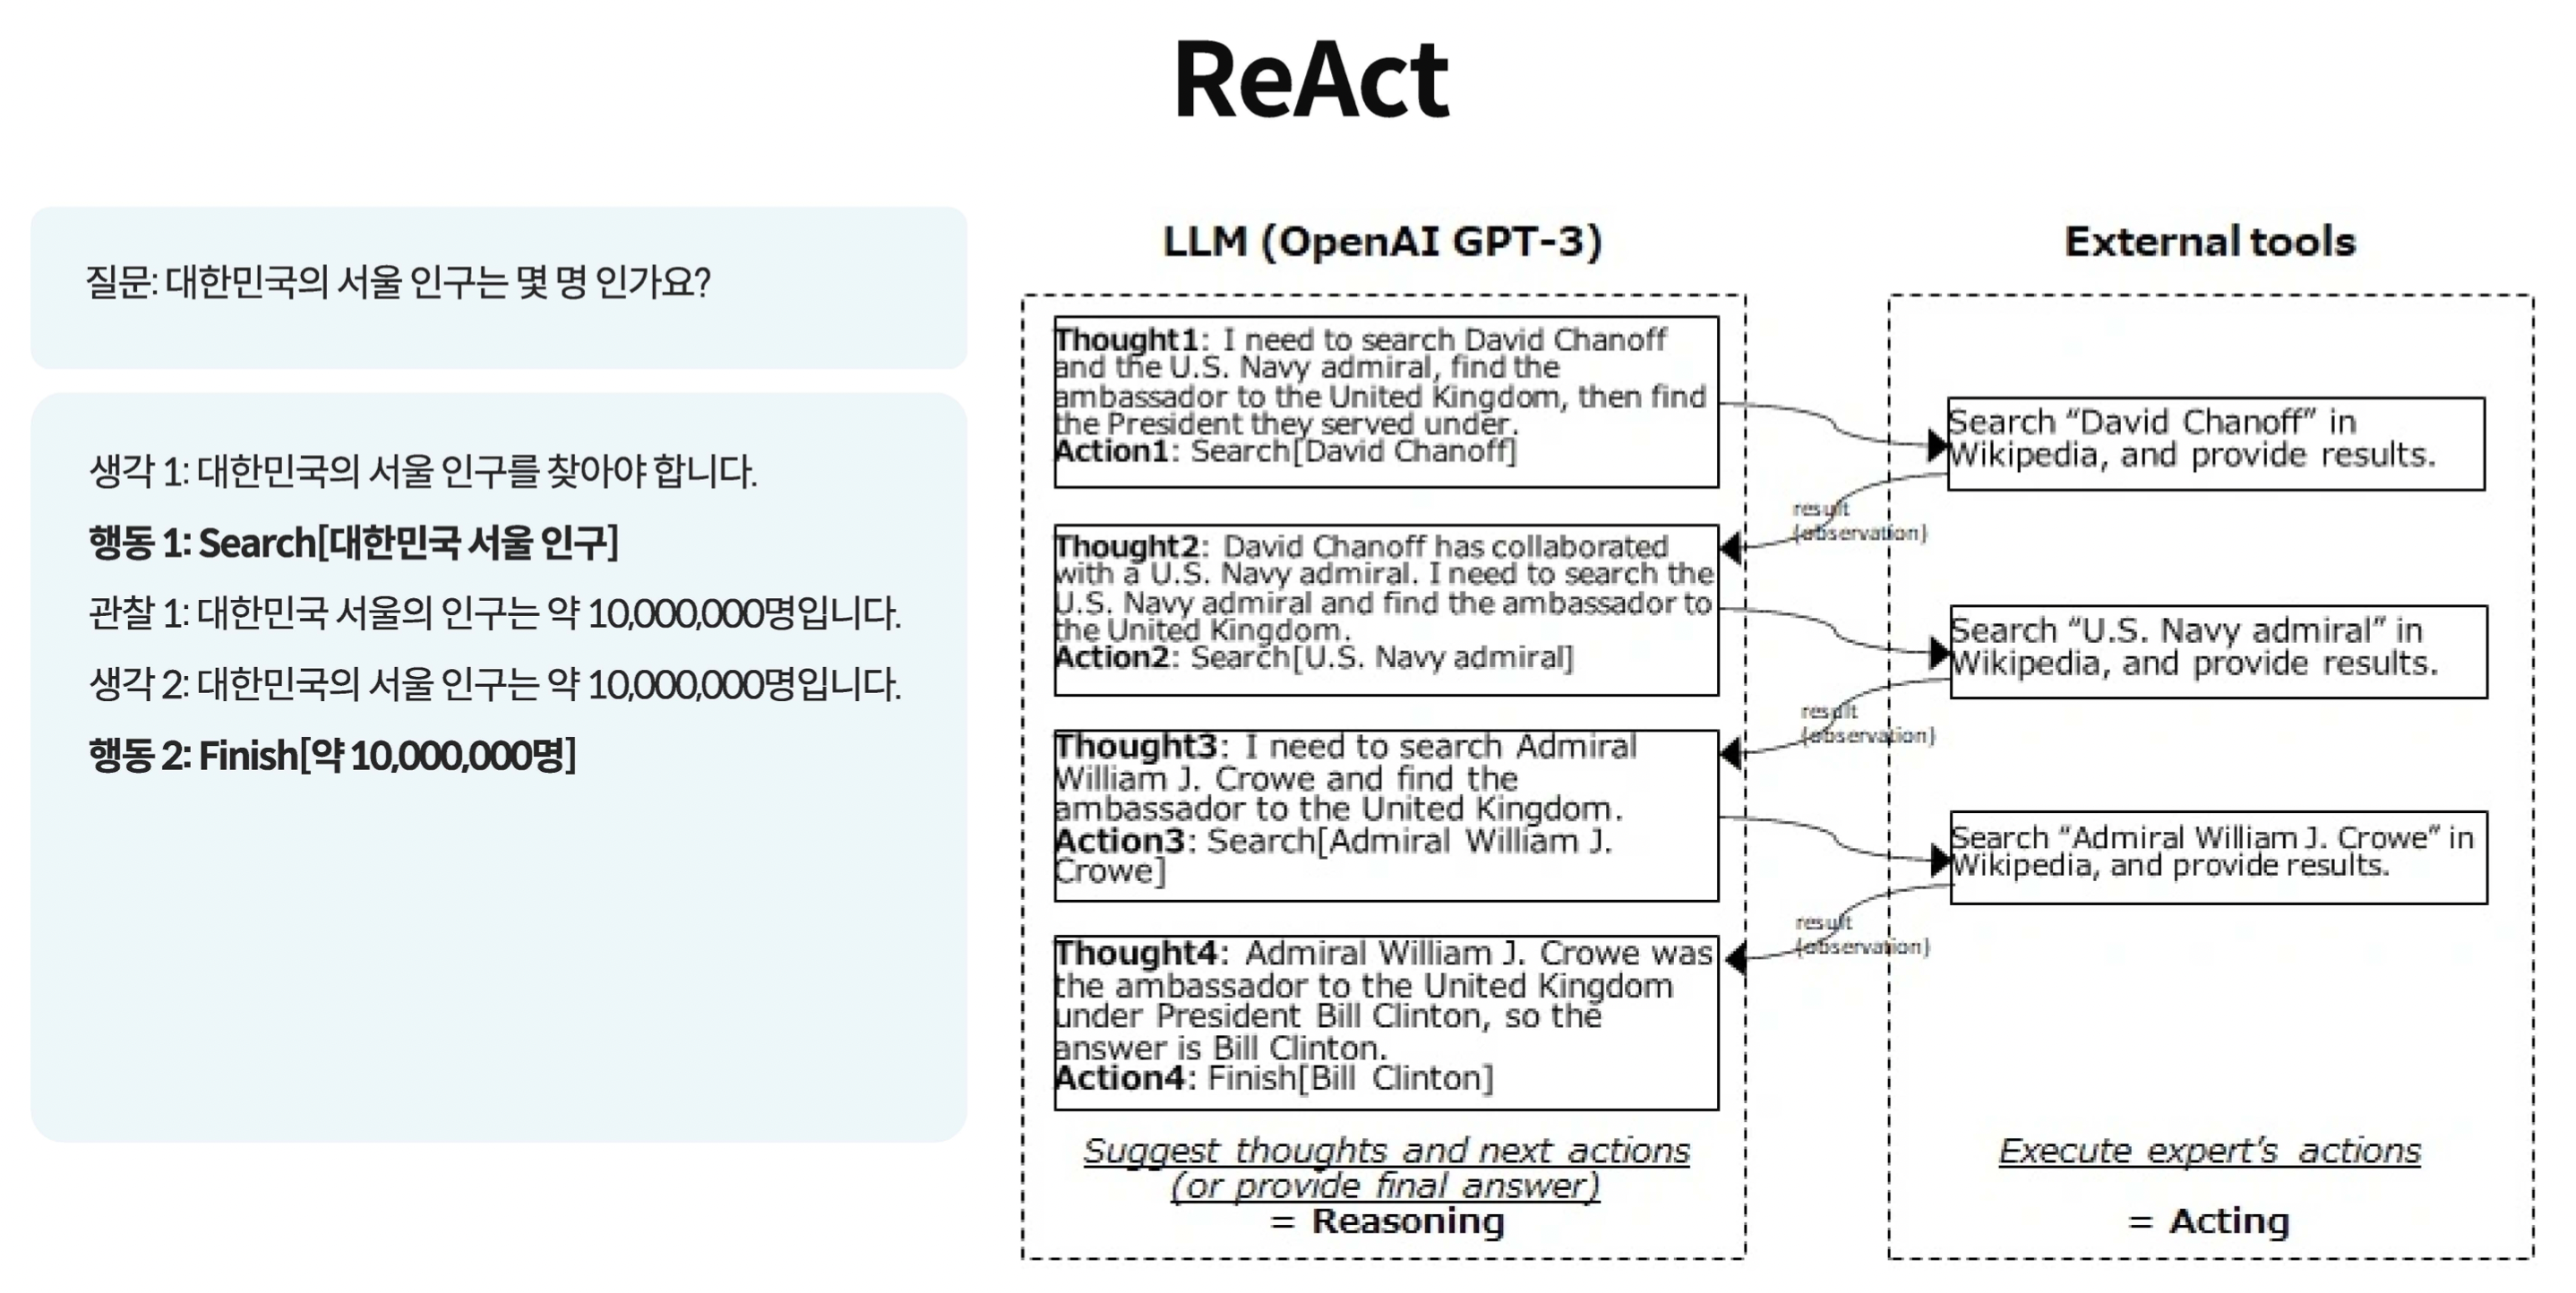 ReAct
질문: 대한민국의 서울 인구는 몇 명 인가요?
생각 1: 대한민국의 서울 인구를 찾아야 합니다.
행동 1: Search[대한민국 서울 인구]
관찰 1: 대한민국 서울의 인구는 약 10,000,000명입니다.
생각 2: 대한민국의 서울 인구는 약 10,000,000명입니다.
행동 2: Finish[약 10,000,000명]
LLM (OpenAI GPT-3)
Thought1: I need to search David Chanoff
and the U.S. Navy admiral, find the
ambassador to the United Kingdom, then find
the President they served under.
Action1: Search[David Chanoff]
Thought2: David Chanoff has collaborated
with a U.S. Navy admiral. I need to search the
U.S. Navy admiral and find the ambassador to
the United Kingdom.
Action2: Search[U.S. Navy admiral]
Thought3: I need to search Admiral
William J. Crowe and find the
ambassador to the United Kingdom.
Action3: Search[Admiral William J.
Crowe]
Thought4: Admiral William J. Crowe was
the ambassador to the United Kingdom
under President Bill Clinton, so the
answer is Bill Clinton.
Action4: Finish[Bill Clinton]
Suggest thoughts and next actions
(or provide final answer)
= Reasoning
result
(observation)
result
(observation)
result
(observation)
External tools
Search “David Chanoff” in
Wikipedia, and provide results.
Search “U.S. Navy admiral” in
Wikipedia, and provide results.
Search “Admiral William J. Crowe” in
Wikipedia, and provide results.
Execute expert’s actions
= Acting